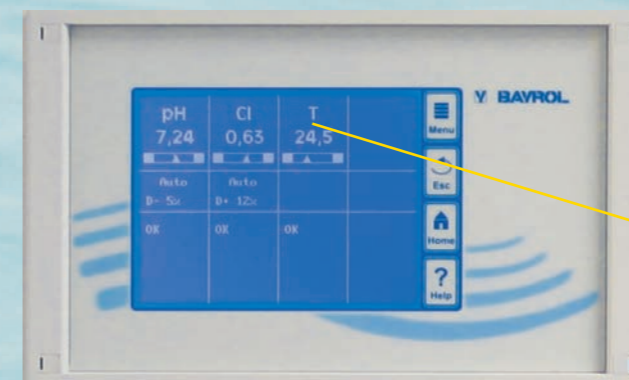 BAYROL
pH Cl T
7,24 0,63 24,5
Auto Auto
D- 5% D+ 12%
OK OK OK
Menu
Esc
Home
?
Help